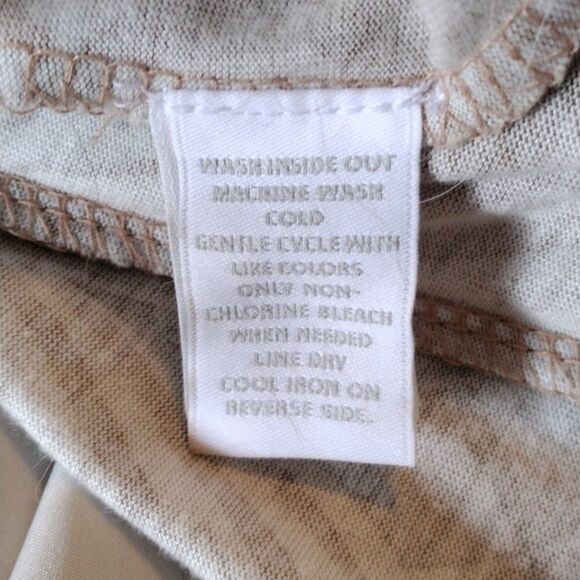 WASH INSIDE OUT
MACHINE WASH
COLD
GENTLE CYCLE WITH
LIKE COLORS
ONLY NON-
CHLORINE BLEACH
WHEN NEEDED
LINE DRY
COOL IRON ON
REVERSE SIDE.